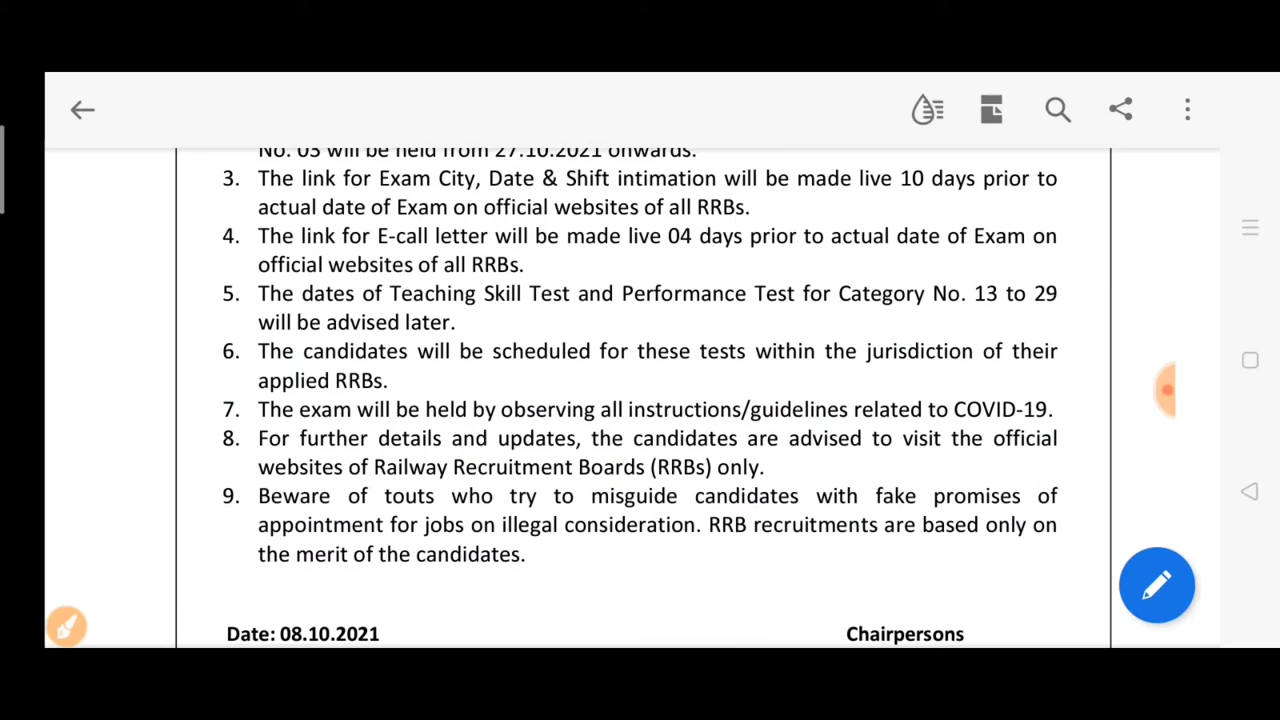 No. 03 will be held from 27.10.2021 onwards.
3. The link for Exam City, Date & Shift intimation will be made live 10 days prior to
actual date of Exam on official websites of all RRBs.
4. The link for E-call letter will be made live 04 days prior to actual date of Exam on
official websites of all RRBs.
5. The dates of Teaching Skill Test and Performance Test for Category No. 13 to 29
will be advised later.
6. The candidates will be scheduled for these tests within the jurisdiction of their
applied RRBs.
7. The exam will be held by observing all instructions/guidelines related to COVID-19.
8. For further details and updates, the candidates are advised to visit the official
websites of Railway Recruitment Boards (RRBs) only.
9. Beware of touts who try to misguide candidates with fake promises of
appointment for jobs on illegal consideration. RRB recruitments are based only on
the merit of the candidates.
Date: 08.10.2021 Chairpersons